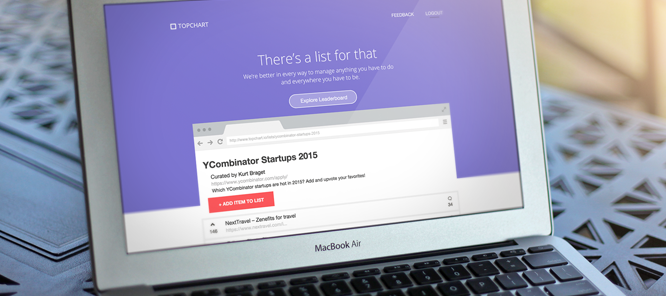 TOPCHART
FEEDBACK
LOGOUT
There's a list for that
We're better in every way to manage anything you have to do
and everywhere you have to be.
Explore Leaderboard
YCombinator Startups 2015
Curated by Kurt Braget
https://www.ycombinator.com/apply/
Which YCombinator startups are hot in 2015? Add and upvote your favorites!
+ ADD ITEM TO LIST
146
NextTravel – Zenefits for travel
34
MacBook Air